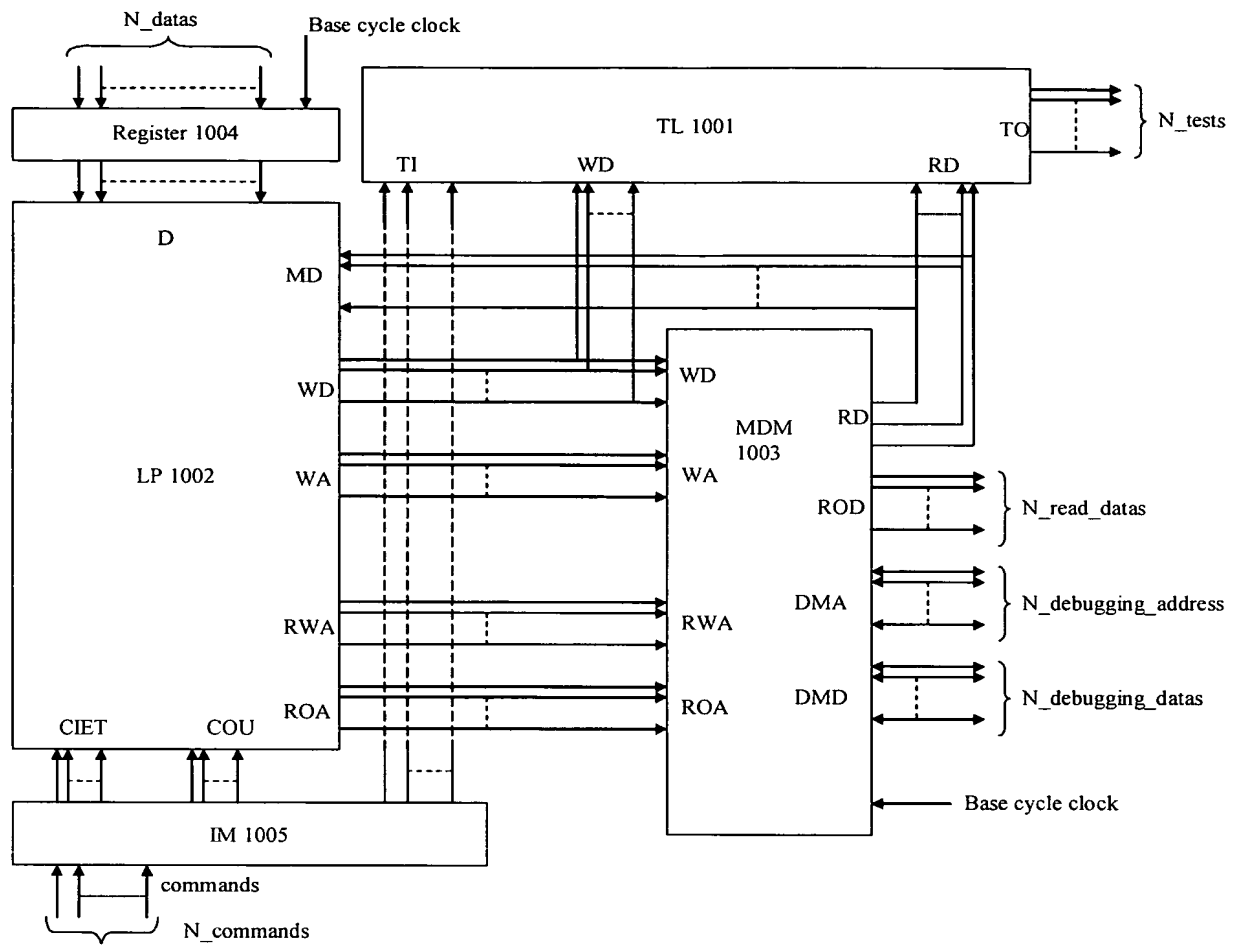 N_datas
Base cycle clock
Register 1004
TL 1001
TO
N_tests
TI
WD
RD
D
MD
WD
WD
RD
MDM
1003
LP 1002
WA
WA
ROD
N_read_datas
DMA
N_debugging_address
RWA
RWA
DMD
N_debugging_datas
ROA
ROA
CIET
COU
Base cycle clock
IM 1005
commands
N_commands